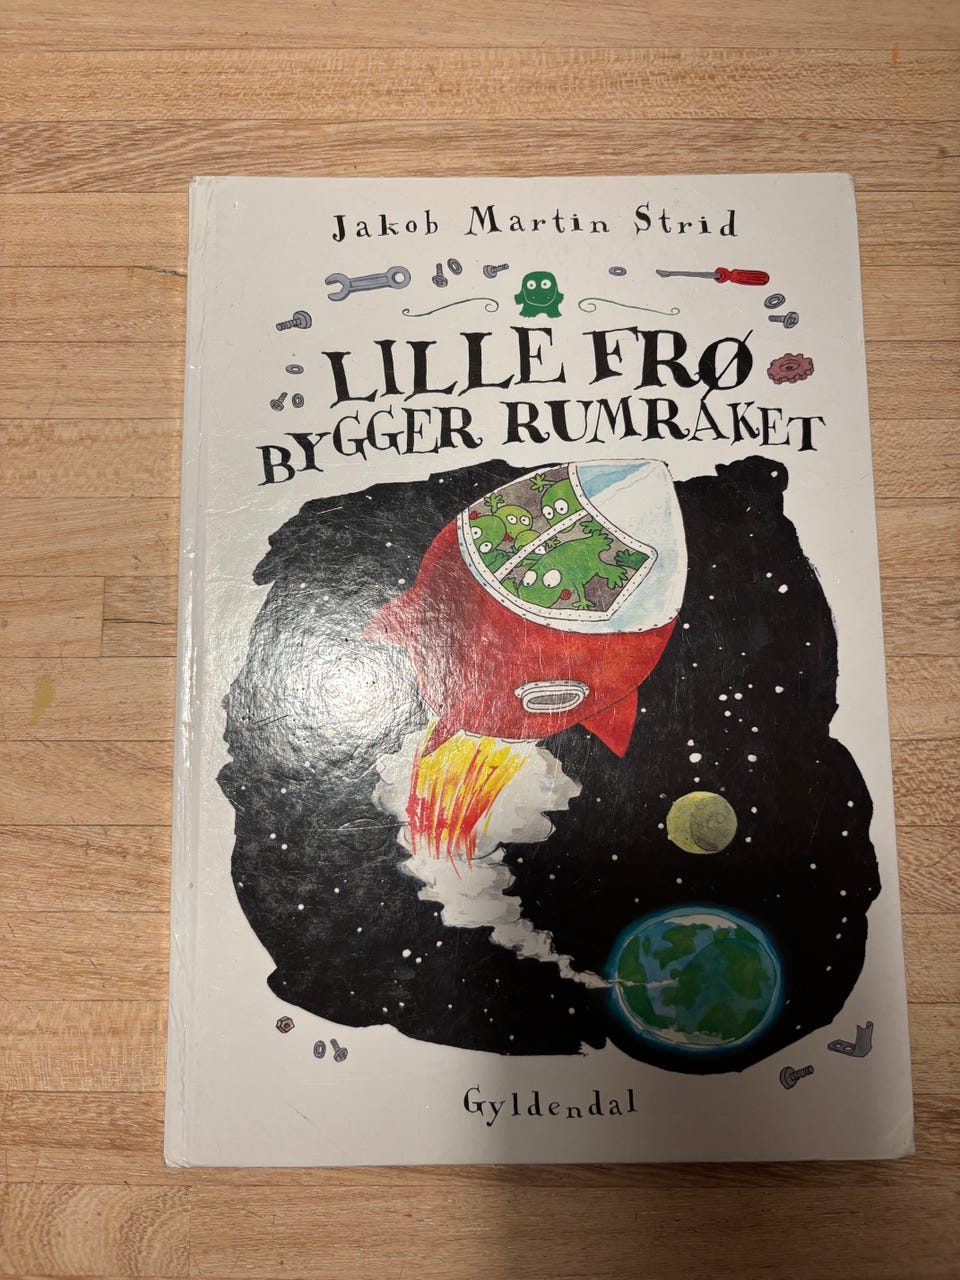 Jakob Martin Strid
LILLE FRØ
BYGGER RUMRAKET
Gyldendal